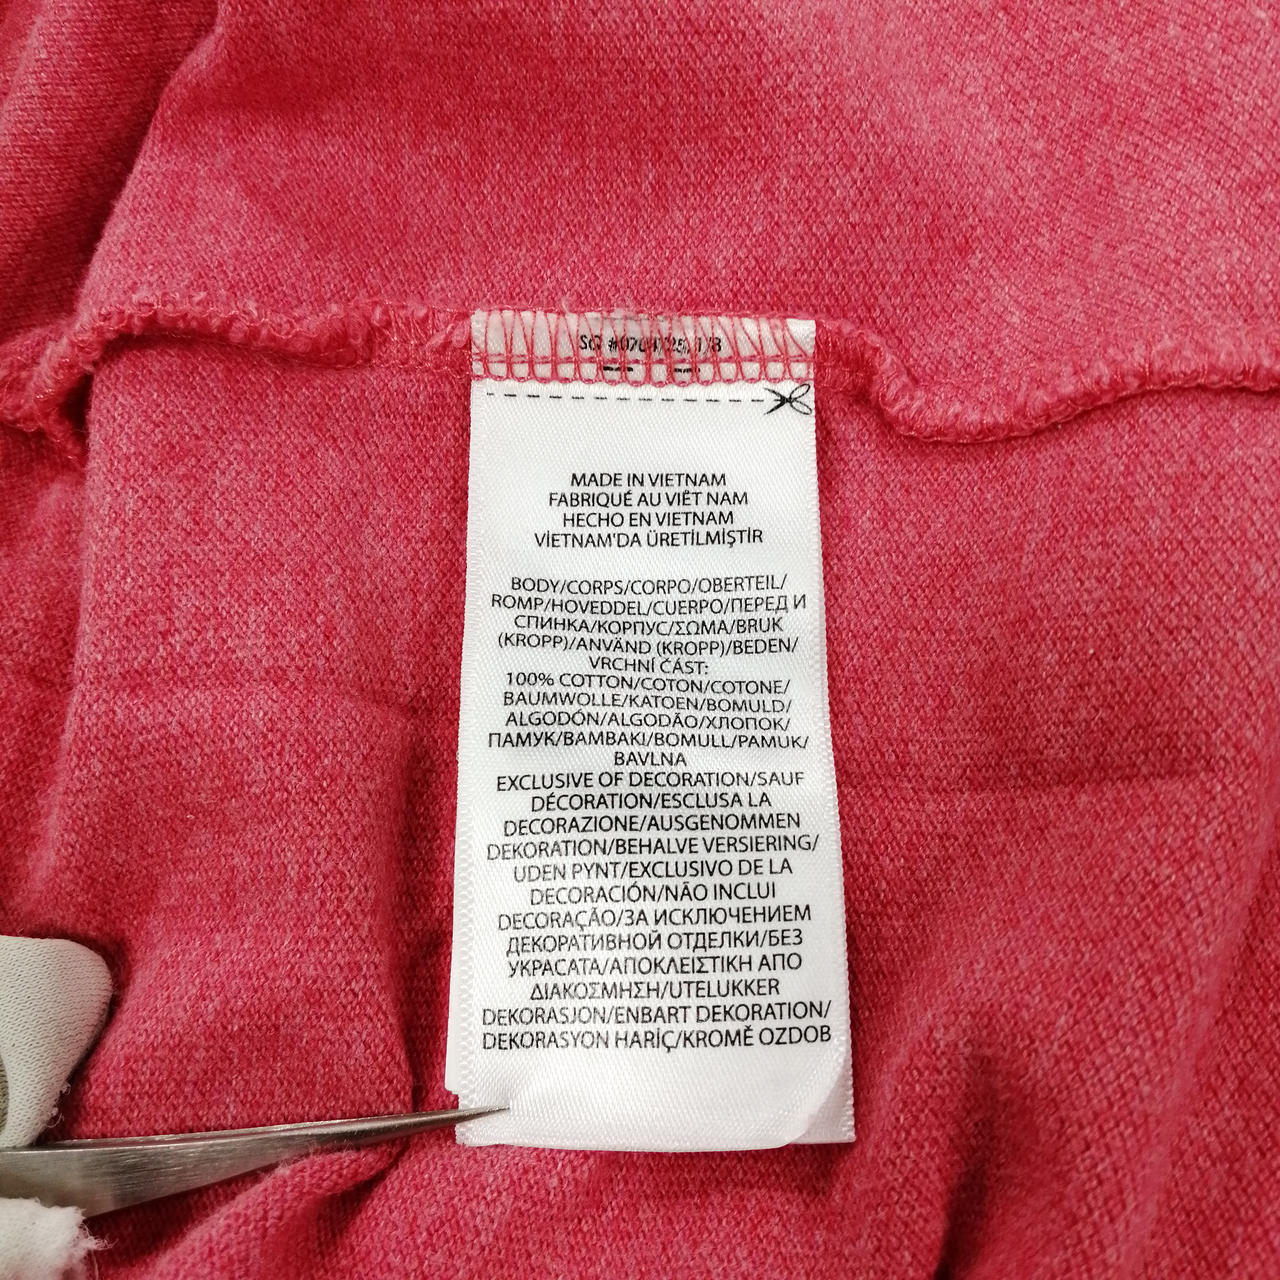 MADE IN VIETNAM
FABRIQUÉ AU VIÊT NAM
HECHO EN VIETNAM
VİETNAM'DA ÜRETİLMİŞTİR
BODY/CORPS/CORPO/OBERTEIL/
ROMP/HOVEDDEL/CUERPO/ПЕРЕД И
СПИНКА/КОРПУС/ΣΩΜΑ/BRUK
(KROPP)/ANVÄND (KROPP)/BEDEN/
VRCHNÍ ČÁST:
100% COTTON/COTON/COTONE/
BAUMWOLLE/KATOEN/BOMULD/
ALGODÓN/ALGODÃO/ХЛОПОК/
ПАМУК/ΒΑΜΒΑΚΙ/BOMULL/PAMUK/
BAVLNA
EXCLUSIVE OF DECORATION/SAUF
DÉCORATION/ESCLUSA LA
DECORAZIONE/AUSGENOMMEN
DEKORATION/BEHALVE VERSIERING/
UDEN PYNT/EXCLUSIVO DE LA
DECORACIÓN/NÃO INCLUI
DECORAÇÃO/ЗА ИСКЛЮЧЕНИЕМ
ДЕКОРАТИВНОЙ ОТДЕЛКИ/БЕЗ
УКРАСАТА/ΑΠΟΚΛΕΙΣΤΙΚΗ ΑΠΟ
ΔΙΑΚΟΣΜΗΣΗ/UTELUKKER
DEKORASJON/ENBART DEKORATION/
DEKORASYON HARİÇ/KROMĚ OZDOB